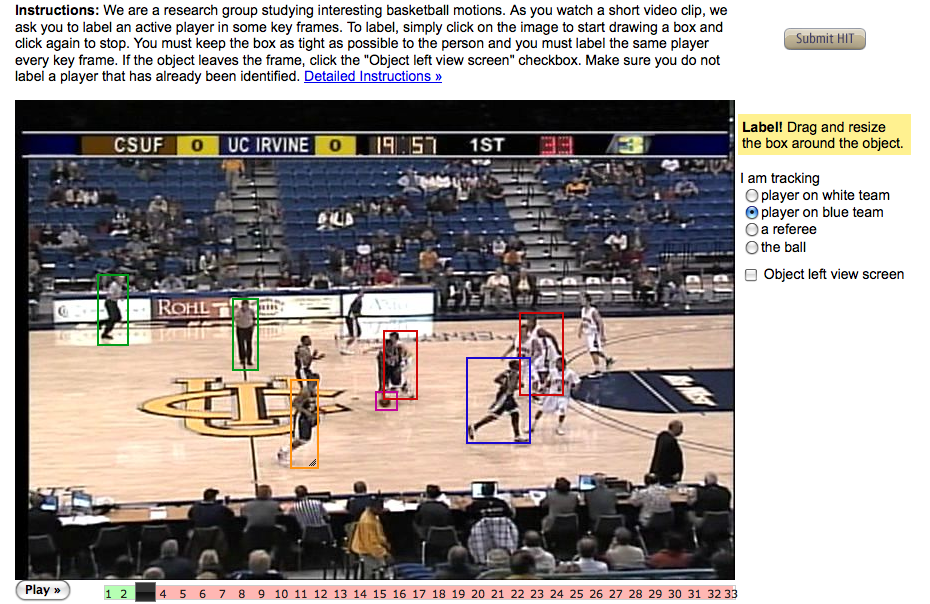 Instructions: We are a research group studying interesting basketball motions. As you watch a short video clip, we
ask you to label an active player in some key frames. To label, simply click on the image to start drawing a box and
click again to stop. You must keep the box as tight as possible to the person and you must label the same player
every key frame. If the object leaves the frame, click the "Object left view screen" checkbox. Make sure you do not
label a player that has already been identified. Detailed Instructions »
Submit HIT
CSUF 0 UC IRVINE 0 19:57 1ST 33 3
ROHL
Label! Drag and resize
the box around the object.
I am tracking
player on white team
player on blue team
a referee
the ball
Object left view screen
Play »
1 2 4 5 6 7 8 9 10 11 12 13 14 15 16 17 18 19 20 21 22 23 24 25 26 27 28 29 30 31 32 33